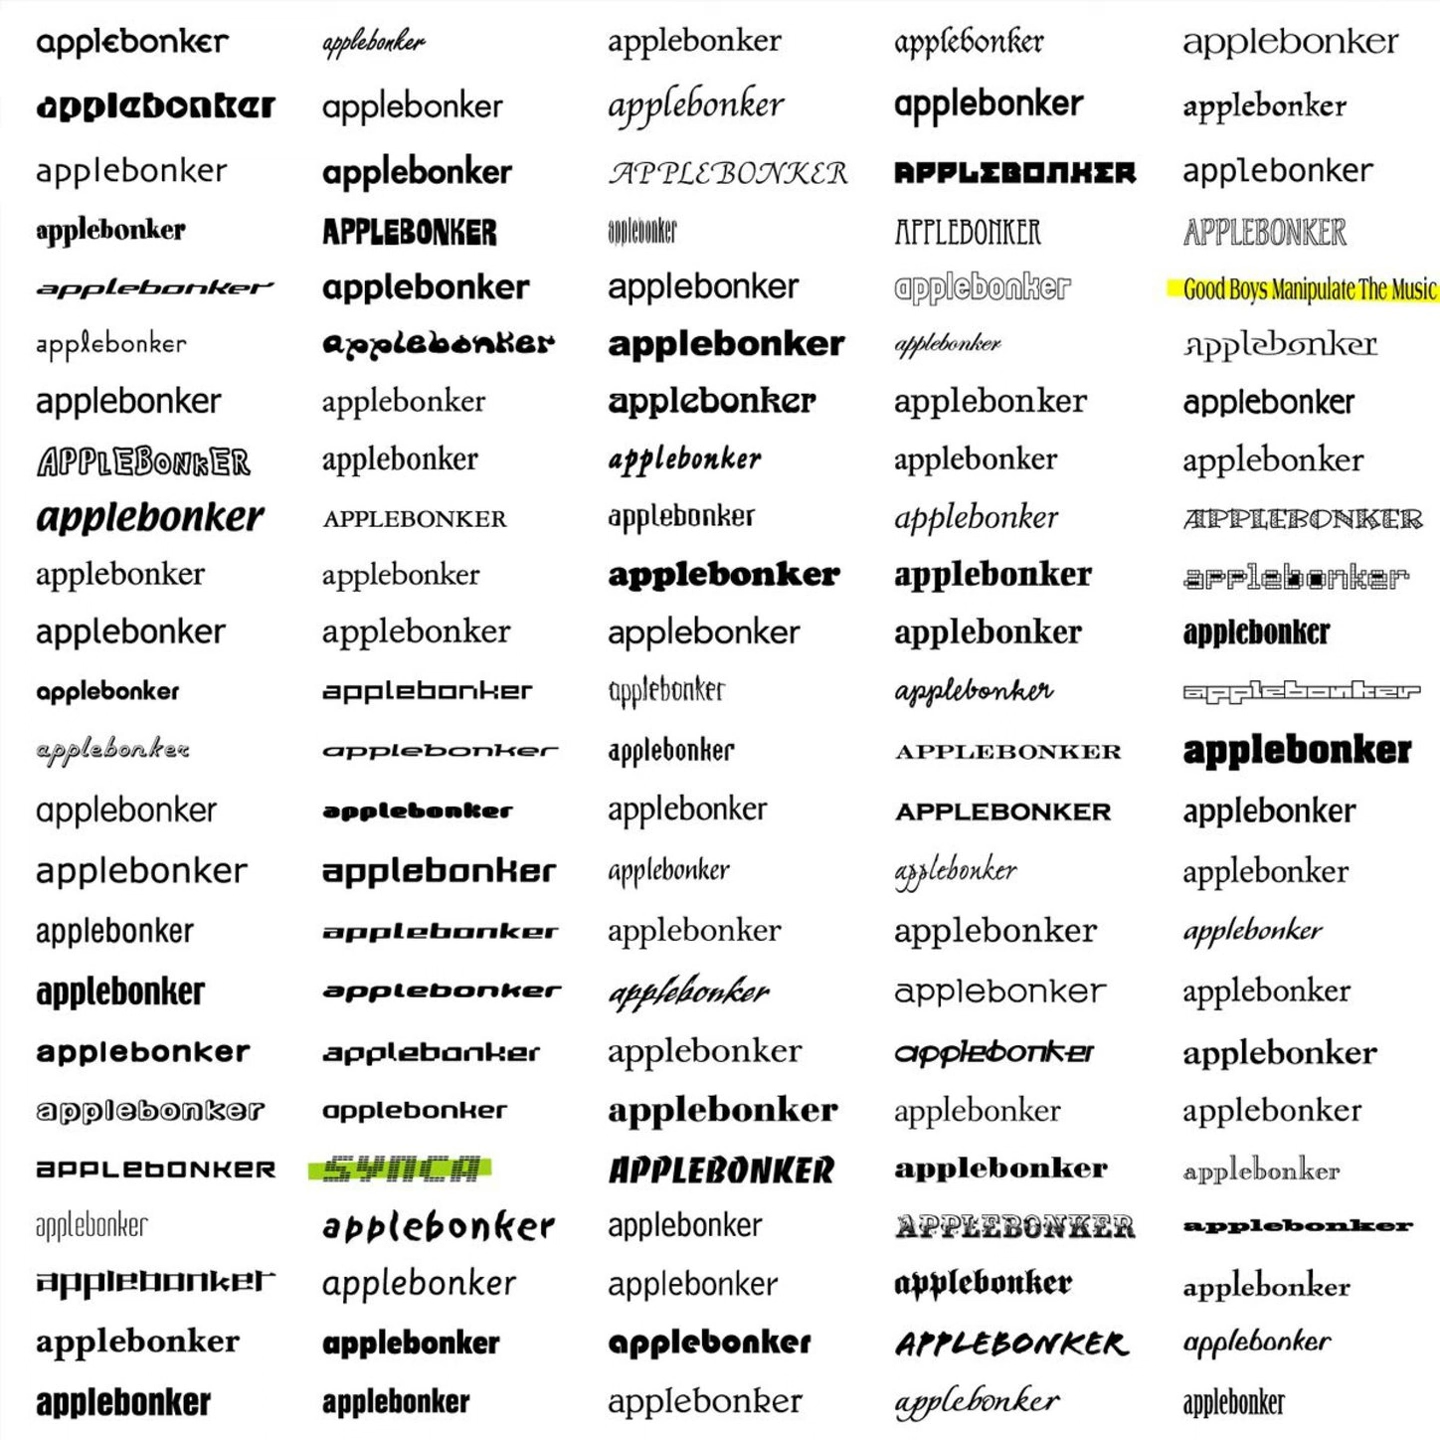 applebonker applebonker applebonker applebonker applebonker
applebonker applebonker applebonker applebonker applebonker
applebonker applebonker APPLEBONKER APPLEBONKER applebonker
applebonker APPLEBONKER applebonker APPLEBONKER APPLEBONKER
applebonker applebonker applebonker applebonker Good Boys Manipulate The Music
applebonker applebonker applebonker applebonker applebonker
applebonker applebonker applebonker applebonker applebonker
APPLEBONKER applebonker applebonker applebonker applebonker
applebonker APPLEBONKER applebonker applebonker APPLEBONKER
applebonker applebonker applebonker applebonker applebonker
applebonker applebonker applebonker applebonker applebonker
applebonker applebonker applebonker applebonker applebonker
applebonker applebonker applebonker APPLEBONKER applebonker
applebonker applebonker applebonker APPLEBONKER applebonker
applebonker applebonker applebonker applebonker applebonker
applebonker applebonker applebonker applebonker applebonker
applebonker applebonker applebonker applebonker applebonker
applebonker applebonker applebonker applebonker applebonker
applebonker applebonker applebonker applebonker applebonker
APPLEbONKER SYNCA APPLEBONKER applebonker applebonker
applebonker applebonker applebonker APPLEBONKER applebonker
applebonker applebonker applebonker applebonker applebonker
applebonker applebonker applebonker APPLEBONKER applebonker
applebonker applebonker applebonker applebonker applebonker